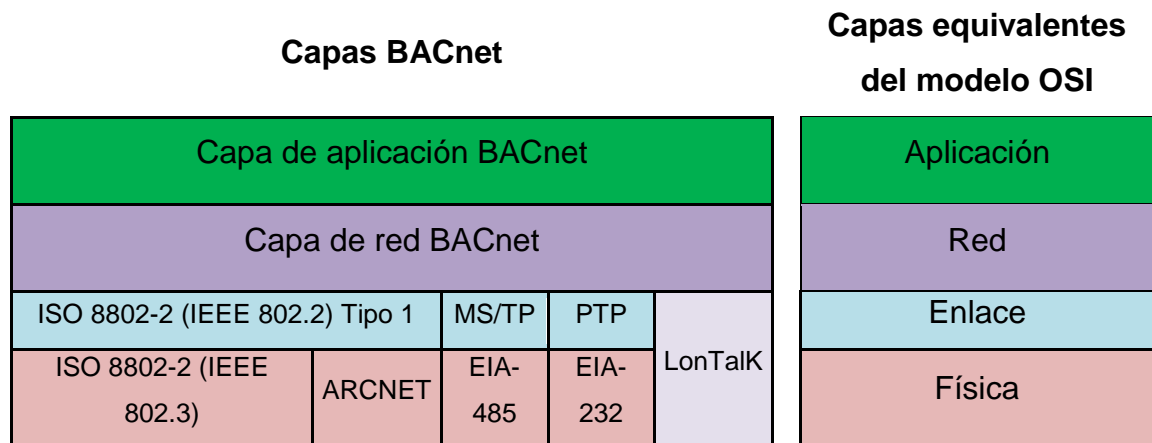 Capas BACnet
Capas equivalentes
del modelo OSI
Capa de aplicación BACnet
Aplicación
Capa de red BACnet
Red
ISO 8802-2 (IEEE 802.2) Tipo 1
MS/TP
PTP
LonTalK
Enlace
ISO 8802-2 (IEEE
802.3)
ARCNET
EIA-
485
EIA-
232
Física